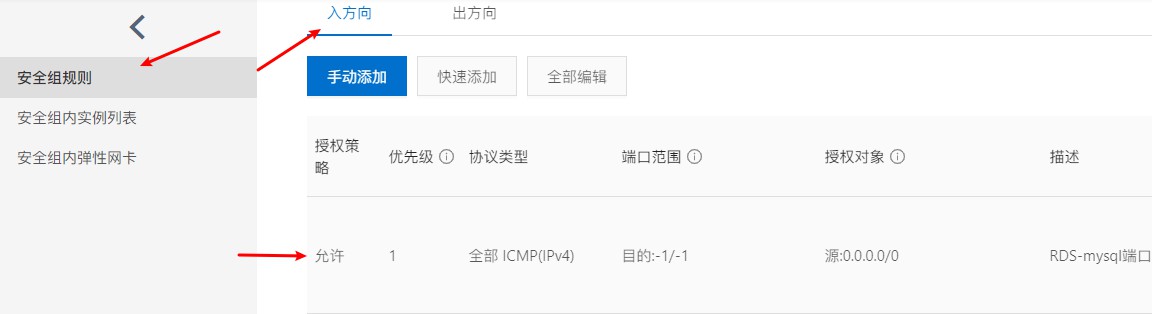 入方向 出方向
安全组规则
手动添加 快速添加 全部编辑
安全组内实例列表
安全组内弹性网卡
授权策略 优先级 协议类型 端口范围 授权对象 描述
允许 1 全部 ICMP(IPv4) 目的:-1/-1 源:0.0.0.0/0 RDS-mysql端口